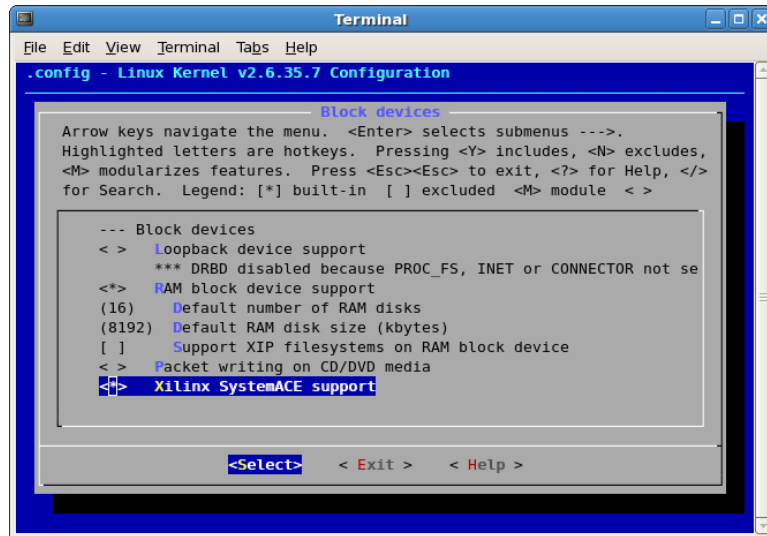 Terminal
File Edit View Terminal Tabs Help
.config - Linux Kernel v2.6.35.7 Configuration
Block devices
Arrow keys navigate the menu. <Enter> selects submenus --->.
Highlighted letters are hotkeys. Pressing <Y> includes, <N> excludes,
<M> modularizes features. Press <Esc><Esc> to exit, <?> for Help, </>
for Search. Legend: [*] built-in [ ] excluded <M> module < >
--- Block devices
< > Loopback device support
*** DRBD disabled because PROC_FS, INET or CONNECTOR not se
<*> RAM block device support
(16) Default number of RAM disks
(8192) Default RAM disk size (kbytes)
[ ] Support XIP filesystems on RAM block device
< > Packet writing on CD/DVD media
<*> Xilinx SystemACE support
<Select> < Exit > < Help >